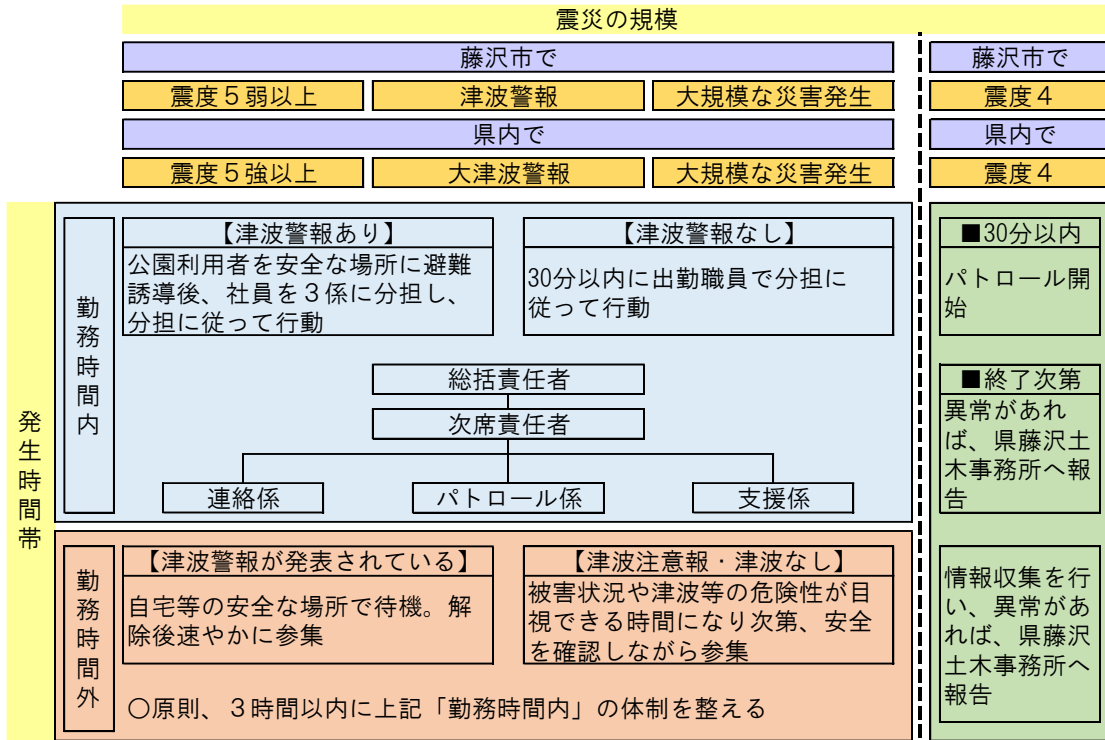 震災の規模
藤沢市で
藤沢市で
震度５弱以上
津波警報
大規模な災害発生
震度４
県内で
県内で
震度５強以上
大津波警報
大規模な災害発生
震度４
発生時間帯
勤務時間内
【津波警報あり】
公園利用者を安全な場所に避難
誘導後、社員を３係に分担し、
分担に従って行動
【津波警報なし】
30分以内に出勤職員で分担に
従って行動
総括責任者
次席責任者
連絡係
パトロール係
支援係
■30分以内
パトロール開
始
■終了次第
異常があれ
ば、県藤沢土
木事務所へ報
告
勤務時間外
【津波警報が発表されている】
自宅等の安全な場所で待機。解
除後速やかに参集
【津波注意報・津波なし】
被害状況や津波等の危険性が目
視できる時間になり次第、安全
を確認しながら参集
〇原則、３時間以内に上記「勤務時間内」の体制を整える
情報収集を行
い、異常があ
れば、県藤沢
土木事務所へ
報告